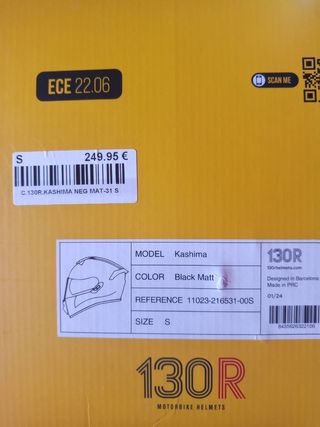 ECE 22.06
SCAN ME
S 249.95 €
C.130R.KASHIMA NEG MAT-31 S
MODEL Kashima
COLOR Black Matt
REFERENCE 11023-216531-00S
SIZE S
130R
130rhelmets.com
Designed in Barcelona
Made in PRC
01/24
8435626322106
130R
MOTORBIKE HELMETS